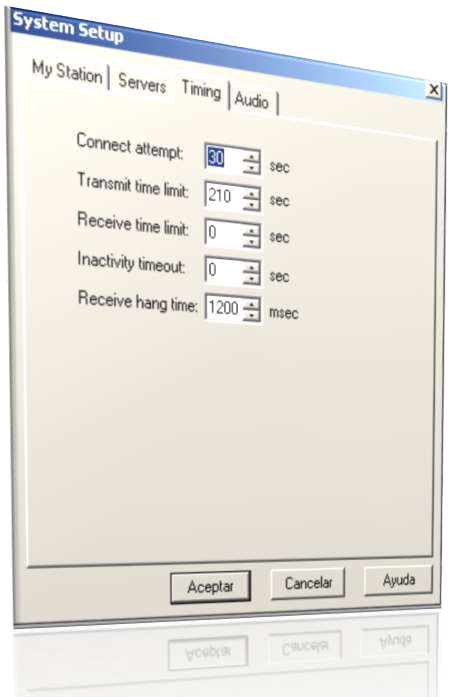 System Setup
My Station Servers Timing Audio
Connect attempt: 30 sec
Transmit time limit: 210 sec
Receive time limit: 0 sec
Inactivity timeout: 0 sec
Receive hang time: 1200 msec
Aceptar Cancelar Ayuda